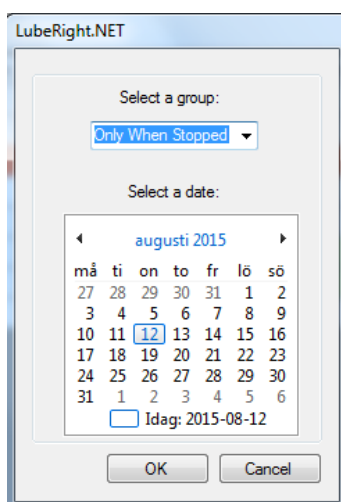 LubeRight.NET
Select a group:
Only When Stopped
Select a date:
augusti 2015
må ti on to fr lö sö
27 28 29 30 31 1 2
3 4 5 6 7 8 9
10 11 12 13 14 15 16
17 18 19 20 21 22 23
24 25 26 27 28 29 30
31 1 2 3 4 5 6
Idag: 2015-08-12
OK Cancel